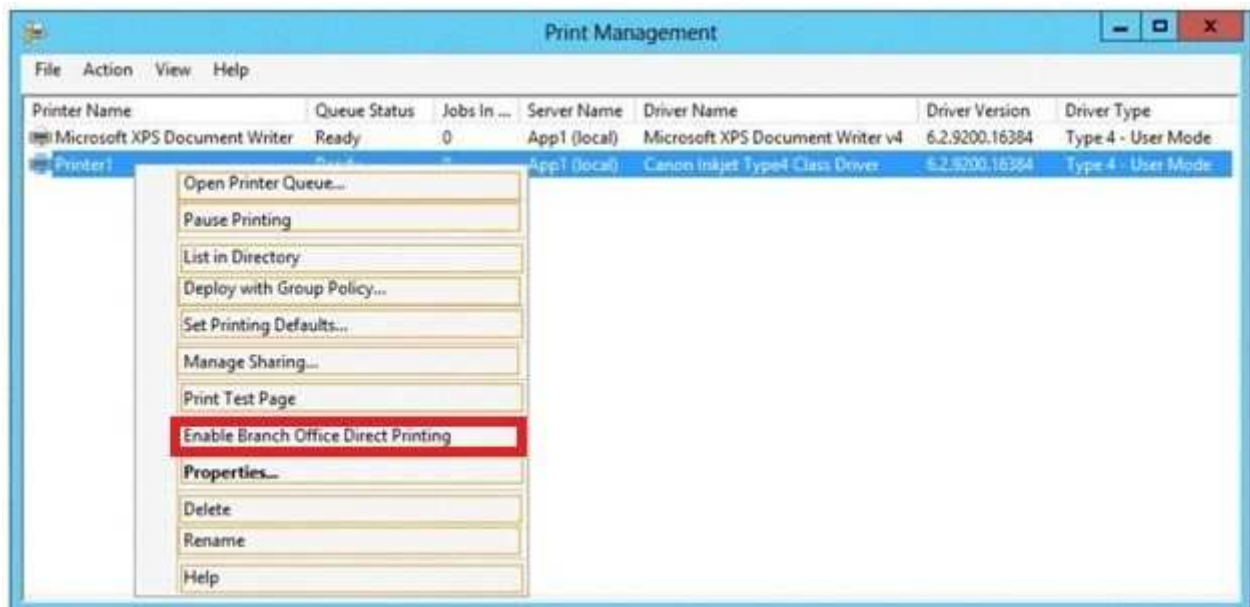 Print Management
File Action View Help
Printer Name Queue Status Jobs In ... Server Name Driver Name Driver Version Driver Type
Microsoft XPS Document Writer Ready 0 App1 (local) Microsoft XPS Document Writer v4 6.2.9200.16384 Type 4 - User Mode
Printer1 Ready 0 App1 (local) Canon Inkjet Type4 Class Driver 6.2.9200.16384 Type 4 - User Mode
Open Printer Queue...
Pause Printing
List in Directory
Deploy with Group Policy...
Set Printing Defaults...
Manage Sharing...
Print Test Page
Enable Branch Office Direct Printing
Properties...
Delete
Rename
Help